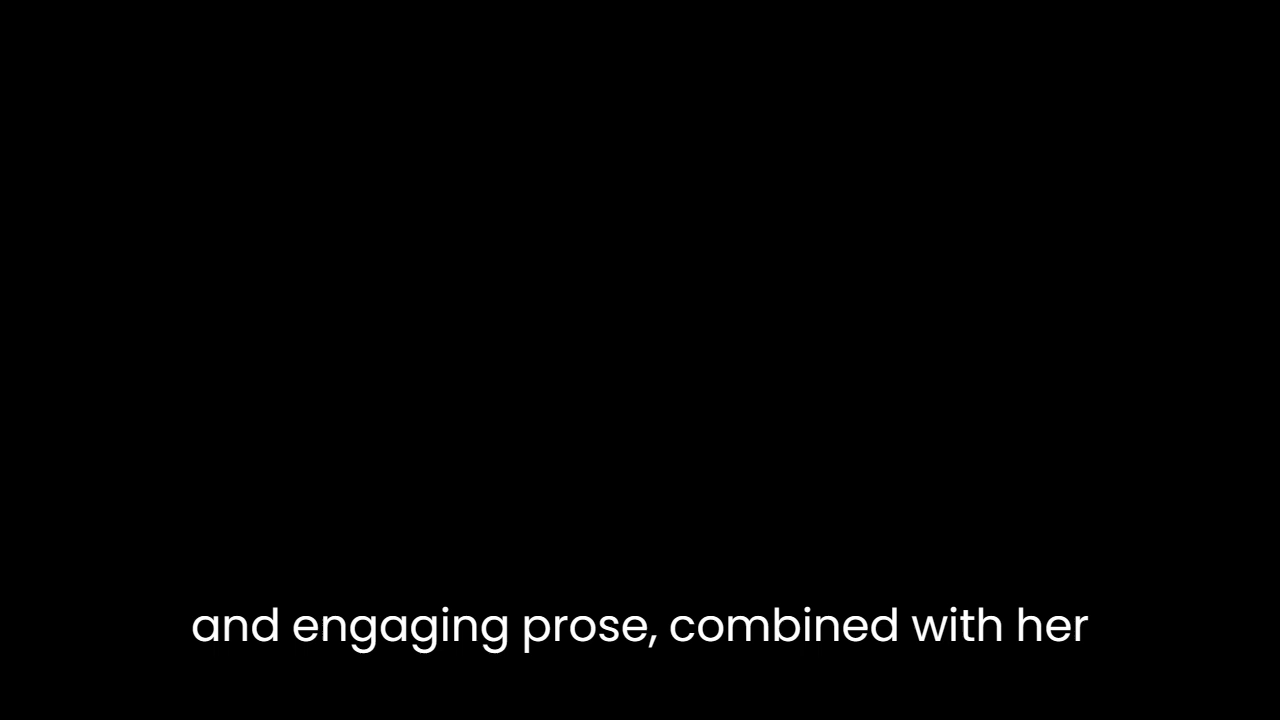 and engaging prose, combined with her